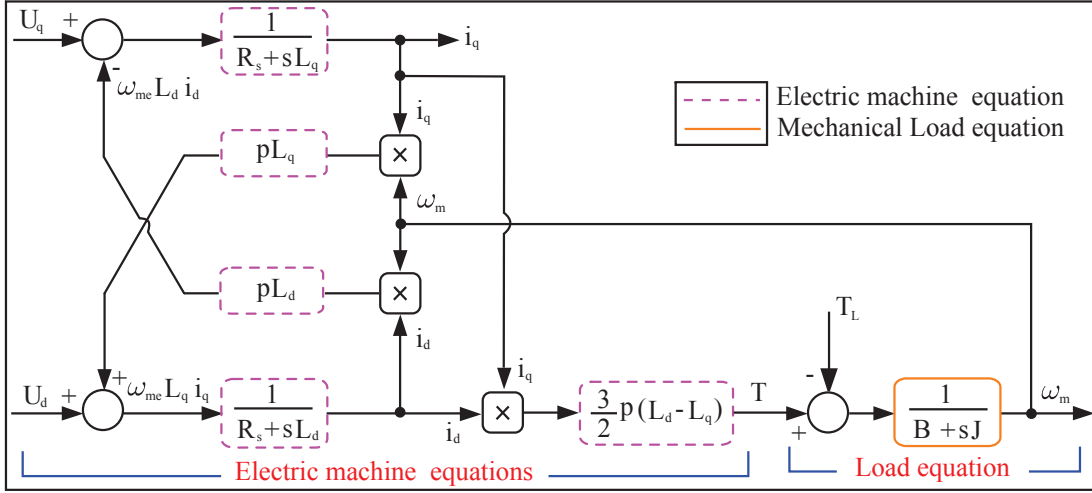 U_q + 1 / (R_s+sL_q) i_q
-
ω_me L_d i_d
i_q
Electric machine equation
Mechanical Load equation
pL_q ×
ω_m
pL_d ×
T_L
i_d
i_q
-
U_d + + ω_me L_q i_q 1 / (R_s+sL_d) i_d × 3/2 p(L_d-L_q) T + 1 / (B+sJ) ω_m
Electric machine equations
Load equation